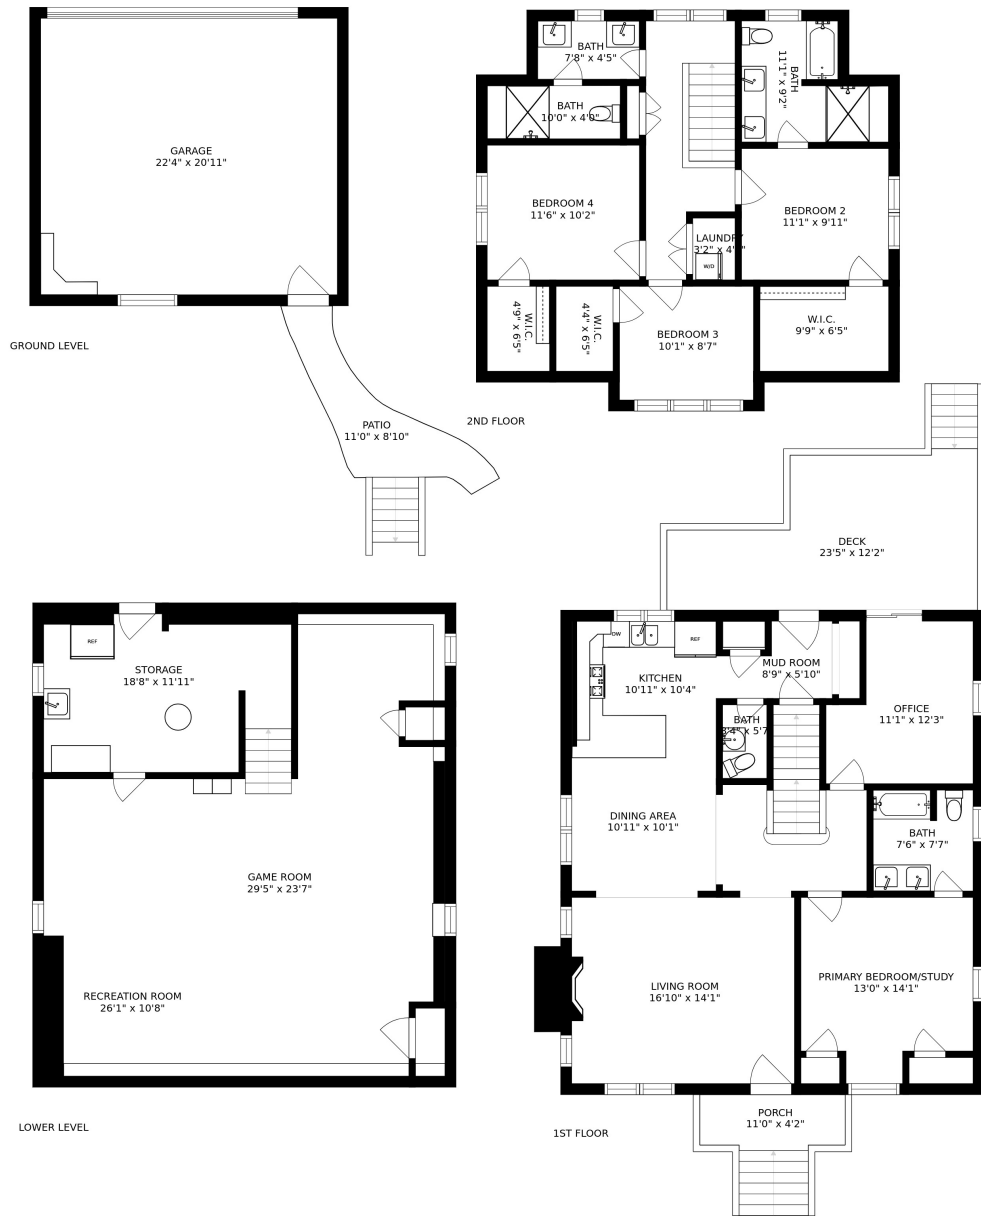 GARAGE
22'4" x 20'11"
GROUND LEVEL
PATIO
11'0" x 8'10"
BATH
7'8" x 4'5"
BATH
10'0" x 4'0"
BATH
11'1" x 9'2"
BEDROOM 4
11'6" x 10'2"
BEDROOM 2
11'1" x 9'11"
LAUNDRY
3'2" x 4'
W/D
W.I.C.
4'9" x 6'5"
W.I.C.
4'4" x 6'5"
BEDROOM 3
10'1" x 8'7"
W.I.C.
9'9" x 6'5"
2ND FLOOR
DECK
23'5" x 12'2"
REF
STORAGE
18'8" x 11'11"
GAME ROOM
29'5" x 23'7"
RECREATION ROOM
26'1" x 10'8"
LOWER LEVEL
DW
REF
KITCHEN
10'11" x 10'4"
MUD ROOM
8'9" x 5'10"
BATH
x 5'7
OFFICE
11'1" x 12'3"
DINING AREA
10'11" x 10'1"
BATH
7'6" x 7'7"
LIVING ROOM
16'10" x 14'1"
PRIMARY BEDROOM/STUDY
13'0" x 14'1"
PORCH
11'0" x 4'2"
1ST FLOOR